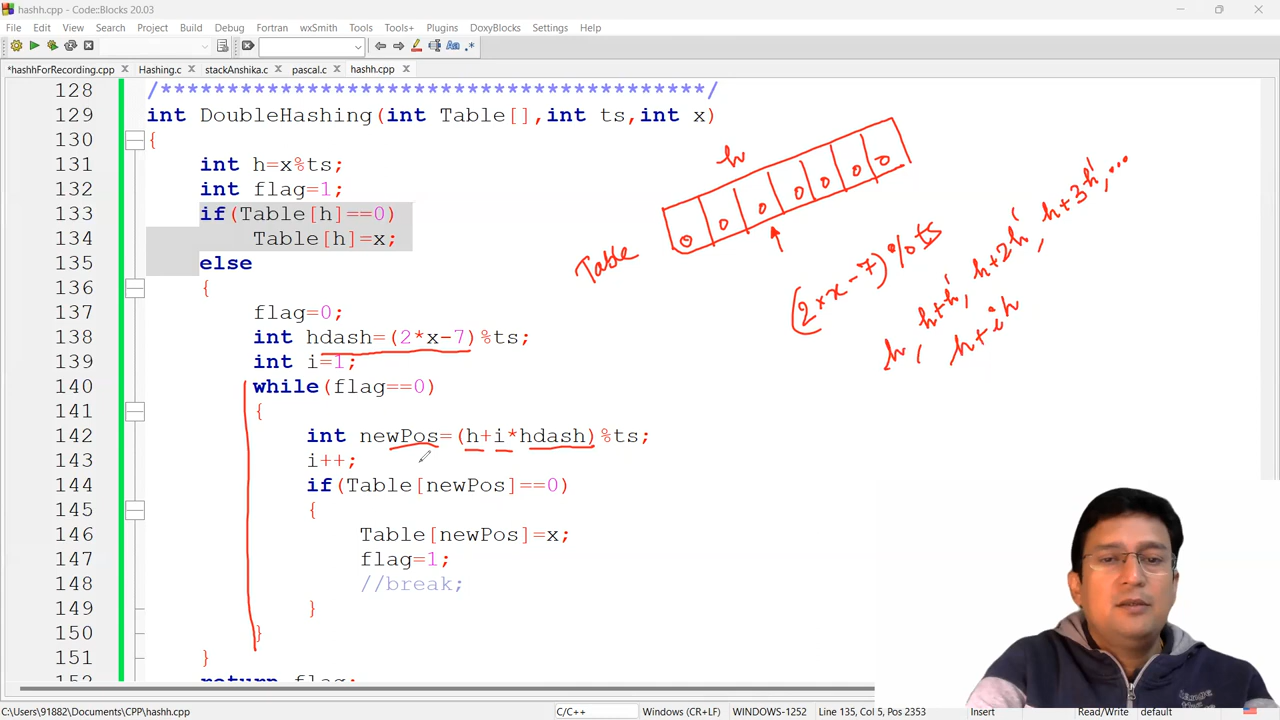 hashh.cpp - Code::Blocks 20.03
File Edit View Search Project Build Debug Fortran wxSmith Tools Tools+ Plugins DoxyBlocks Settings Help
*hashhForRecording.cpp Hashing.c stackAnshika.c pascal.c hashh.cpp
128 /******************************************/
129 int DoubleHashing(int Table[],int ts,int x)
130 {
131 int h=x%ts;
132 int flag=1;
133 if(Table[h]==0)
134 Table[h]=x;
135 else
136 {
137 flag=0;
138 int hdash=(2*x-7)%ts;
139 int i=1;
140 while(flag==0)
141 {
142 int newPos=(h+i*hdash)%ts;
143 i++;
144 if(Table[newPos]==0)
145 {
146 Table[newPos]=x;
147 flag=1;
148 //break;
149 }
150 }
151 }
152 return flag;
h
0 0 0 0 0 0 0
Table
(2*x-7)%ts
h, h+h', h+2h', h+3h', ...
h+ih
C:\Users\91882\Documents\CPP\hashh.cpp C/C++ Windows (CR+LF) WINDOWS-1252 Line 135, Col 5, Pos 2353 Insert Read/Write default